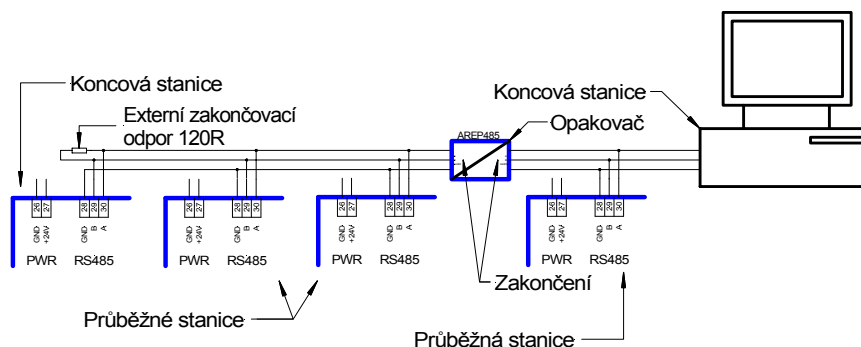 Koncová stanice
Externí zakončovací
odpor 120R
AREP485
Opakovač
Koncová stanice
26 27 28 29 30
GND +24V GND B A
PWR RS485
26 27 28 29 30
GND +24V GND B A
PWR RS485
26 27 28 29 30
GND +24V GND B A
PWR RS485
26 27 28 29 30
GND +24V GND B A
PWR RS485
Zakončení
Průběžné stanice
Průběžná stanice